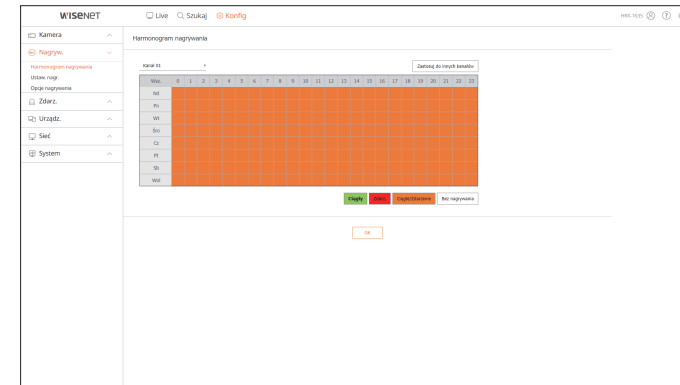 WISENET
Live Szukaj Konfig
Kamera
Nagryw.
Harmonogram nagrywania
Ustaw. nagr.
Opcje nagrywania
Zdarz.
Urządz.
Sieć
System
Harmonogram nagrywania
Kanał 01
Zastosuj do innych kanałów
Wsz. 0 1 2 3 4 5 6 7 8 9 10 11 12 13 14 15 16 17 18 19 20 21 22 23
Nd
Pn
Wt
Śro
Cz
Pt
Sb
Wol
Ciągły Zdarz. Ciągłe/Zdarzenie Bez nagrywania
OK